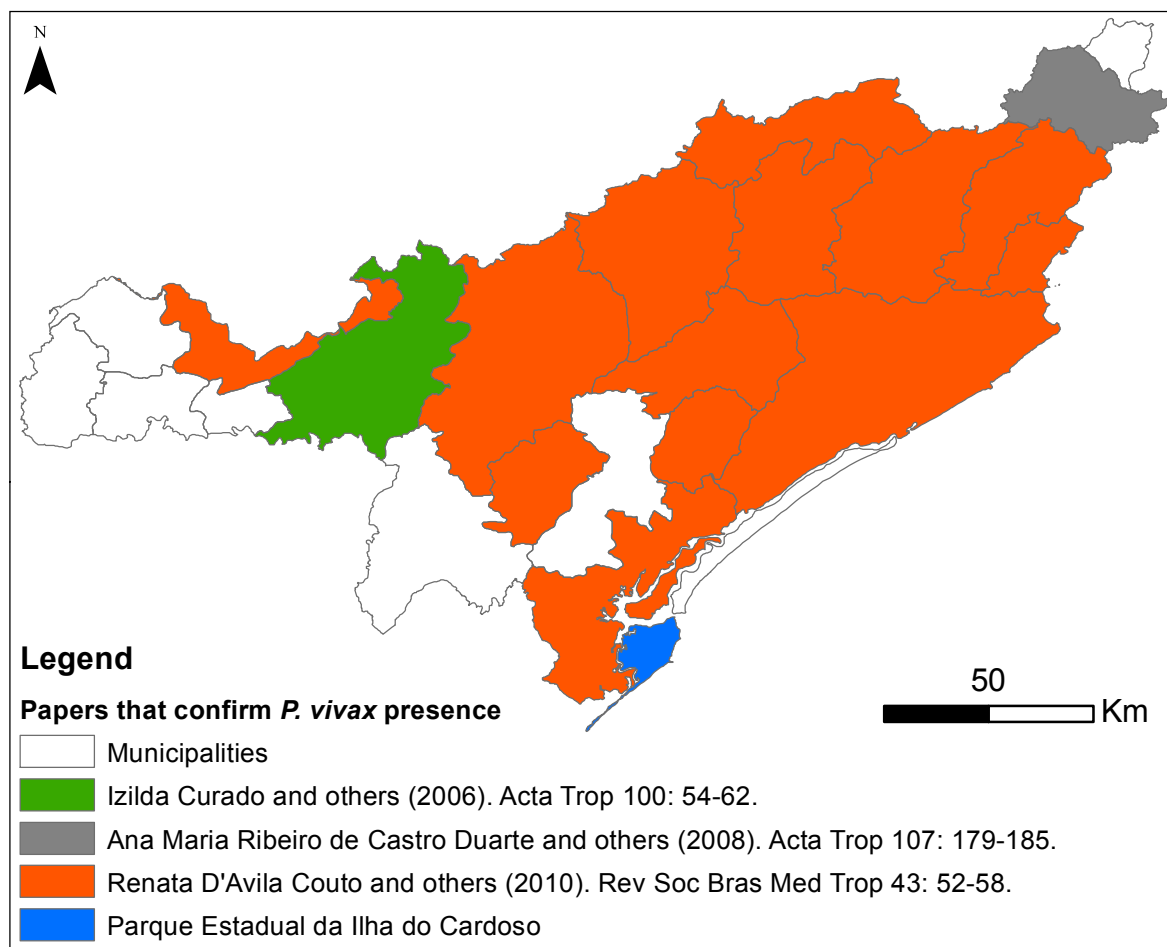 N
50
Km
Legend
Papers that confirm P. vivax presence
Municipalities
Izilda Curado and others (2006). Acta Trop 100: 54-62.
Ana Maria Ribeiro de Castro Duarte and others (2008). Acta Trop 107: 179-185.
Renata D'Avila Couto and others (2010). Rev Soc Bras Med Trop 43: 52-58.
Parque Estadual da Ilha do Cardoso